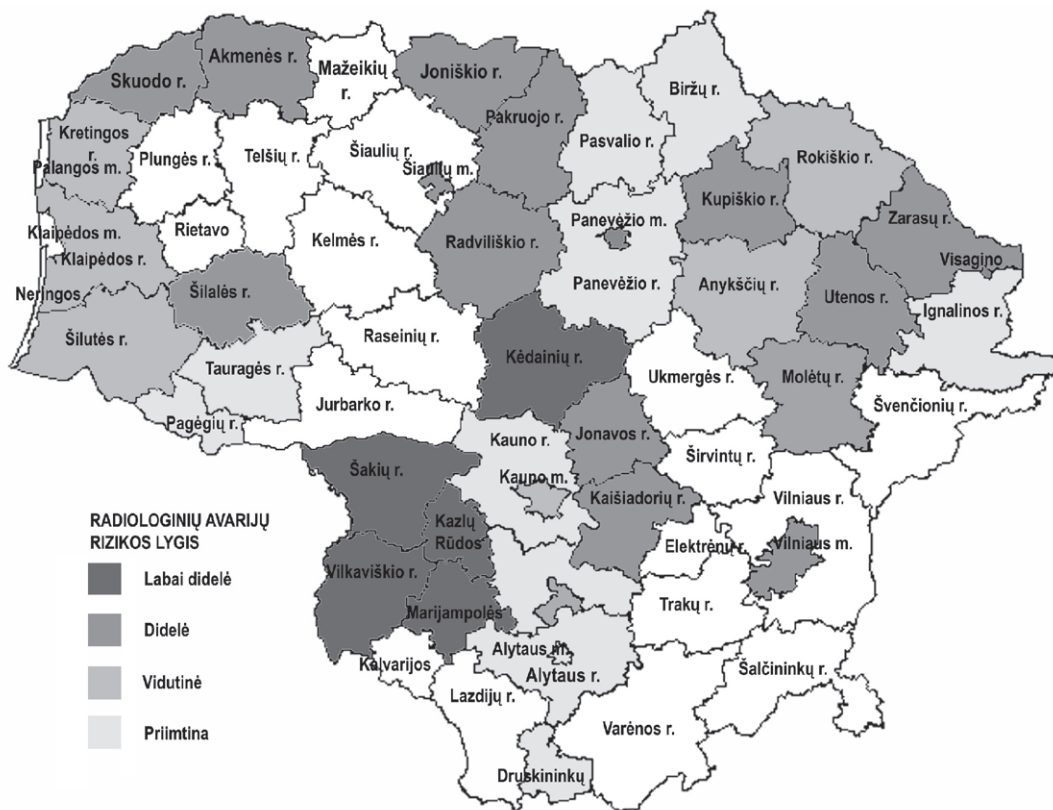 Akmenės r.
Mažeikių
r.
Joniškio r.
Skuodo r.
Biržų r.
Pakruojo r.
Kretingos
r.
Pasvalio r.
Šiaulių r.
Plungės r.
Telšių r.
Palangos m.
Šiaulių m.
Rokiškio r.
Kupiškio r.
Panevėžio m.
Zarasų r.
Klaipėdos m.
Rietavo
Kelmės r.
Radviliškio r.
Klaipėdos r.
Visagino
Neringos
Šilalės r.
Panevėžio r.
Anykščių r.
Utenos r.
Ignalinos r.
Šilutės r.
Raseinių r.
Tauragės r.
Kėdainių r.
Ukmergės r.
Molėtų r.
Jurbarko r.
Švenčionių r.
Pagėgių r.
Kauno r.
Jonavos r.
Širvintų r.
Šakių r.
Kauno m.
Kaišiadorių r.
Vilniaus r.
Kazlų
Rūdos
Elektrėnų r.
Vilniaus m.
Vilkaviškio r.
Marijampolės
Trakų r.
Alytaus m.
Kalvarijos
Alytaus r.
Šalčininkų r.
Lazdijų r.
Varėnos r.
Druskininkų
RADIOLOGINIŲ AVARIJŲ
RIZIKOS LYGIS
Labai didelė
Didelė
Vidutinė
Priimtina